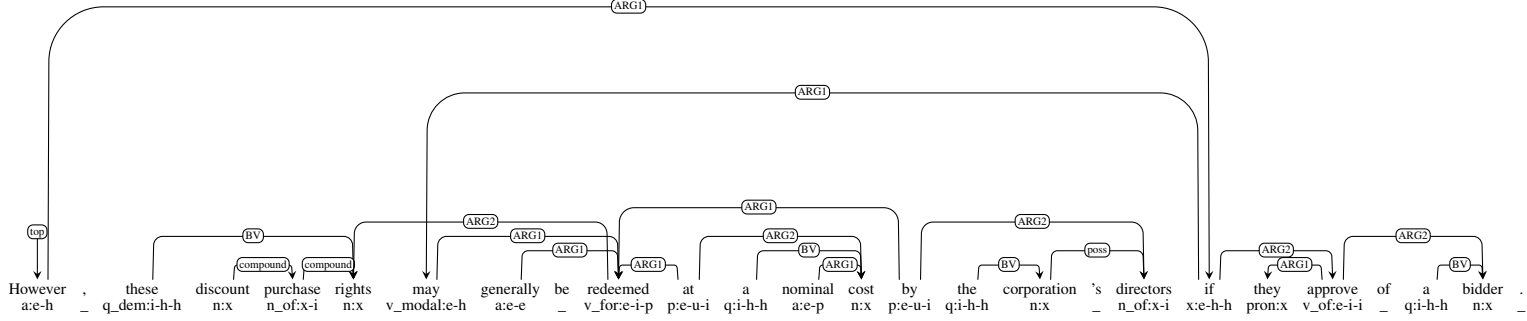 ARG1
ARG1
ARG2 ARG1 ARG2
top BV ARG1 ARG2 ARG2
ARG1 BV poss ARG2
compound compound ARG1 ARG1 BV ARG1 BV
However , these discount purchase rights may generally be redeemed at a nominal cost by the corporation 's directors if they approve of a bidder .
a:e-h _ q_dem:i-h-h n:x n_of:x-i n:x v_modal:e-h a:e-e _ v_for:e-i-p p:e-u-i q:i-h-h a:e-p n:x p:e-u-i q:i-h-h n:x _ n_of:x-i x:e-h-h pron:x v_of:e-i-i _ q:i-h-h n:x _